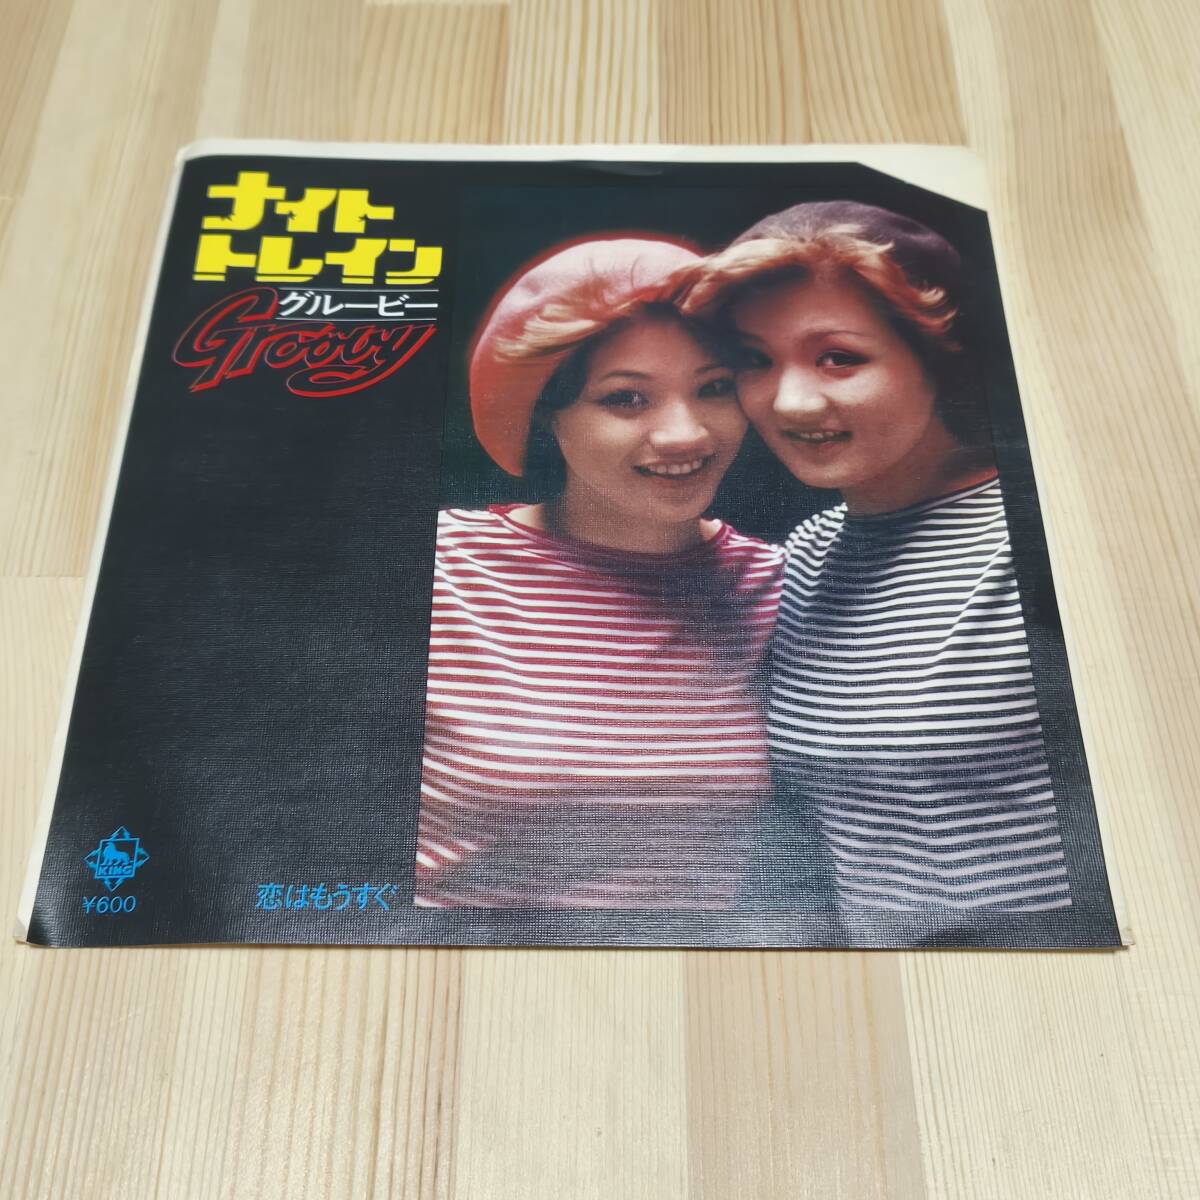 ナイト
トレイン
グルービー
Groovy
KING
¥600
恋はもうすぐ